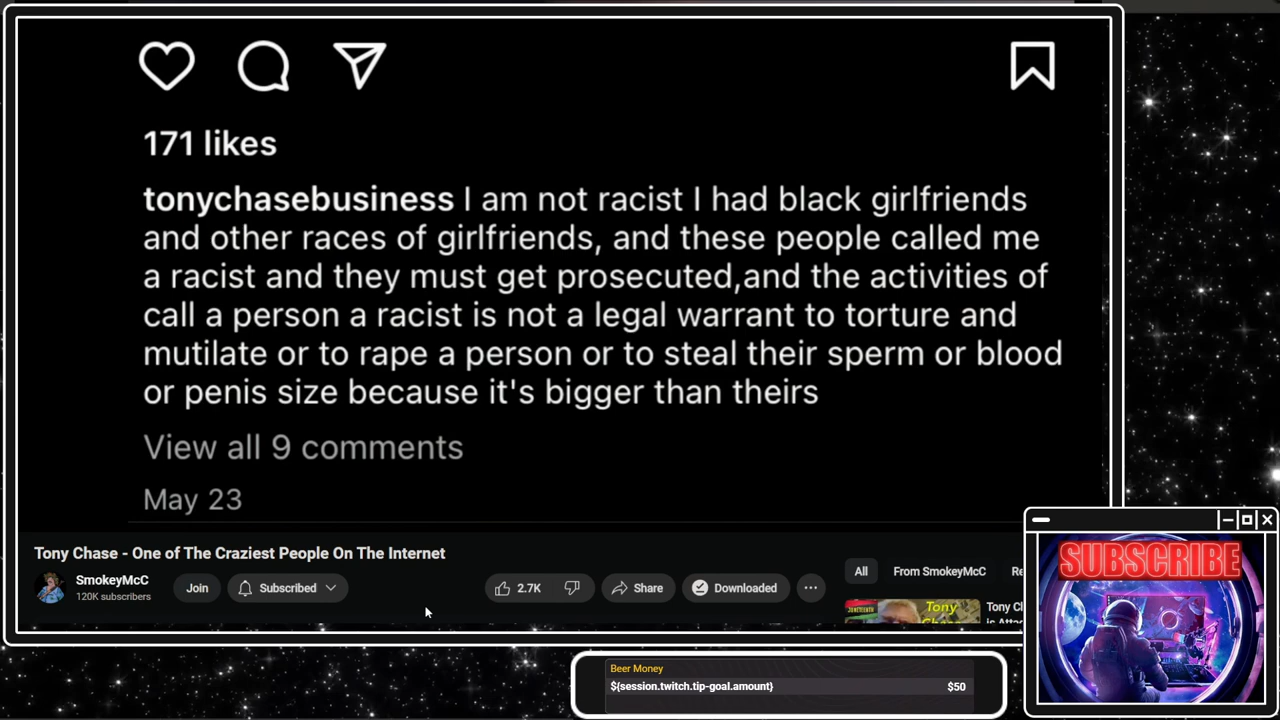 171 likes
tonychasebusiness I am not racist I had black girlfriends
and other races of girlfriends, and these people called me
a racist and they must get prosecuted,and the activities of
call a person a racist is not a legal warrant to torture and
mutilate or to rape a person or to steal their sperm or blood
or penis size because it's bigger than theirs
View all 9 comments
May 23
Tony Chase - One of The Craziest People On The Internet
SmokeyMcC
120K subscribers
Join
Subscribed
2.7K
Share
Downloaded
All
From SmokeyMcC
SUBSCRIBE
JUNETEENTH
Tony
Beer Money
${session.twitch.tip-goal.amount}
$50